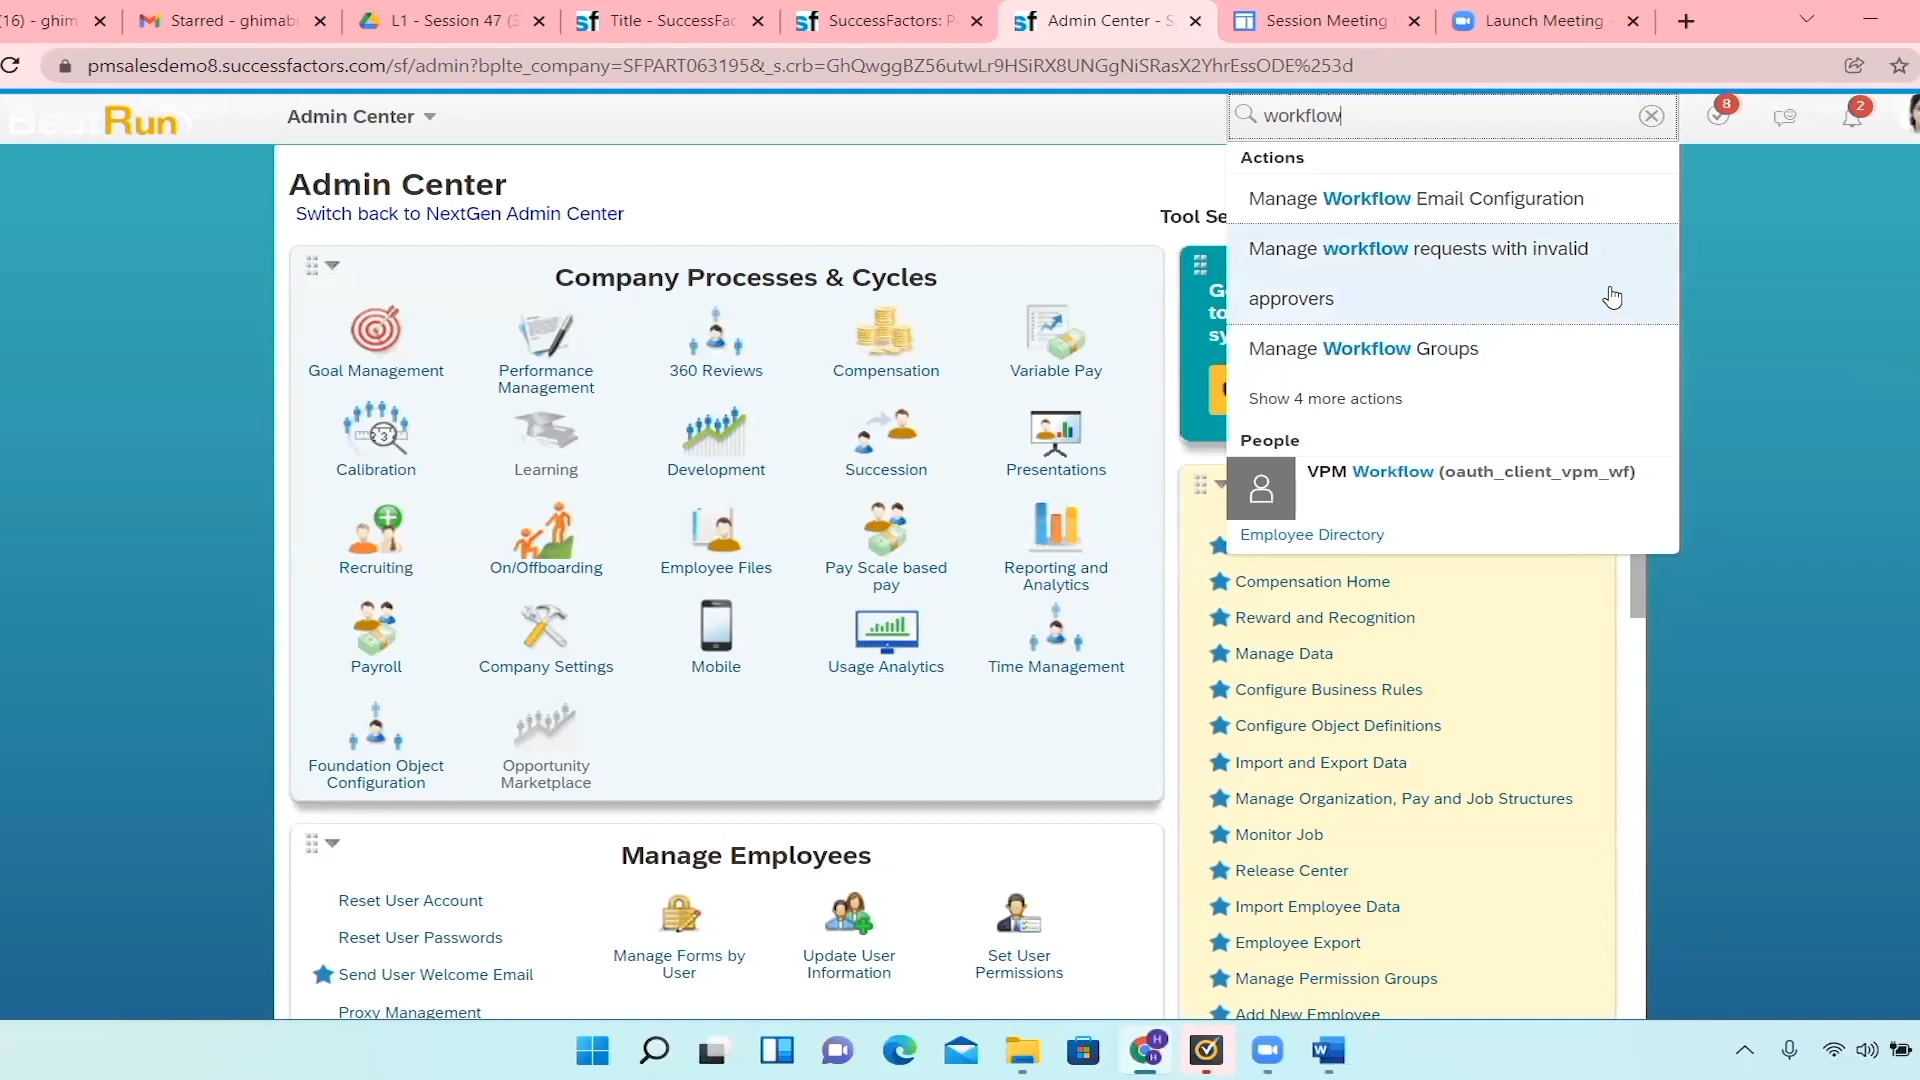 (16) - ghim
Starred - ghimabi
L1 - Session 47 (3
Title - SuccessFac
SuccessFactors: P
Admin Center - S
Session Meeting
Launch Meeting -
pmsalesdemo8.successfactors.com/sf/admin?bplte_company=SFPART063195&_s.crb=GhQwggBZ56utwLr9HSiRX8UNGgNiSRasX2YhrEssODE%253d
BestRun
Admin Center
workflow
8
2
Actions
Manage Workflow Email Configuration
Manage workflow requests with invalid
approvers
Manage Workflow Groups
Show 4 more actions
People
VPM Workflow (oauth_client_vpm_wf)
Employee Directory
Admin Center
Switch back to NextGen Admin Center
Tool Se
Company Processes & Cycles
Goal Management
Performance
Management
360 Reviews
Compensation
Variable Pay
Calibration
Learning
Development
Succession
Presentations
Recruiting
On/Offboarding
Employee Files
Pay Scale based
pay
Reporting and
Analytics
Payroll
Company Settings
Mobile
Usage Analytics
Time Management
Foundation Object
Configuration
Opportunity
Marketplace
Manage Employees
Reset User Account
Reset User Passwords
Send User Welcome Email
Proxy Management
Manage Forms by
User
Update User
Information
Set User
Permissions
Compensation Home
Reward and Recognition
Manage Data
Configure Business Rules
Configure Object Definitions
Import and Export Data
Manage Organization, Pay and Job Structures
Monitor Job
Release Center
Import Employee Data
Employee Export
Manage Permission Groups
Add New Employee